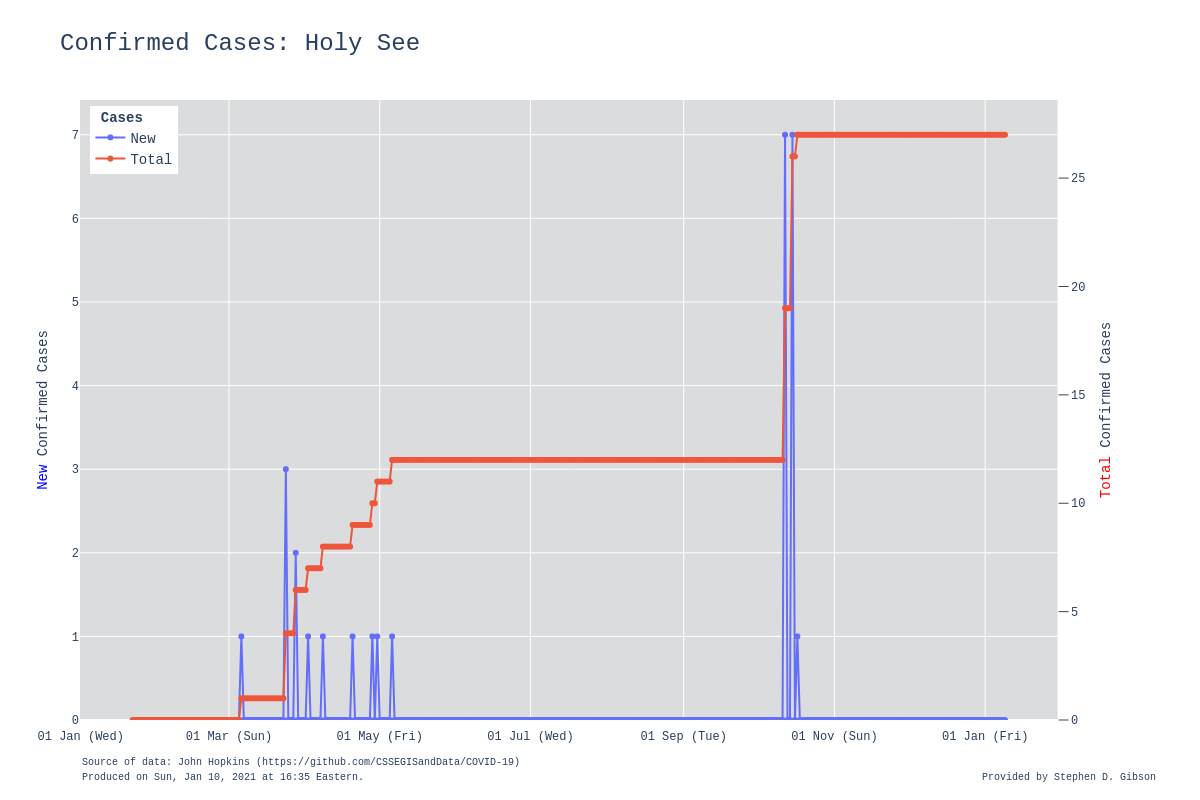 Confirmed Cases: Holy See
Cases
New
Total
7
6
5
4
3
2
1
0
New Confirmed Cases
25
20
15
10
5
0
Total Confirmed Cases
01 Jan (Wed) 01 Mar (Sun) 01 May (Fri) 01 Jul (Wed) 01 Sep (Tue) 01 Nov (Sun) 01 Jan (Fri)
Source of data: John Hopkins (https://github.com/CSSEGISandData/COVID-19)
Produced on Sun, Jan 10, 2021 at 16:35 Eastern.
Provided by Stephen D. Gibson